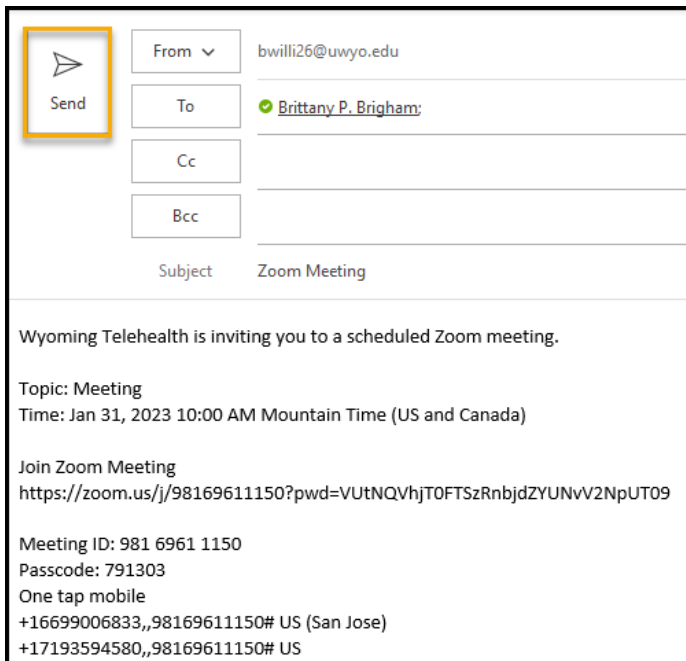 Send
From
bwilli26@uwyo.edu
To
Brittany P. Brigham;
Cc
Bcc
Subject
Zoom Meeting
Wyoming Telehealth is inviting you to a scheduled Zoom meeting.
Topic: Meeting
Time: Jan 31, 2023 10:00 AM Mountain Time (US and Canada)
Join Zoom Meeting
https://zoom.us/j/98169611150?pwd=VUtNQVhjT0FTSzRnbjdZYUNvV2NpUT09
Meeting ID: 981 6961 1150
Passcode: 791303
One tap mobile
+16699006833,,98169611150# US (San Jose)
+17193594580,,98169611150# US